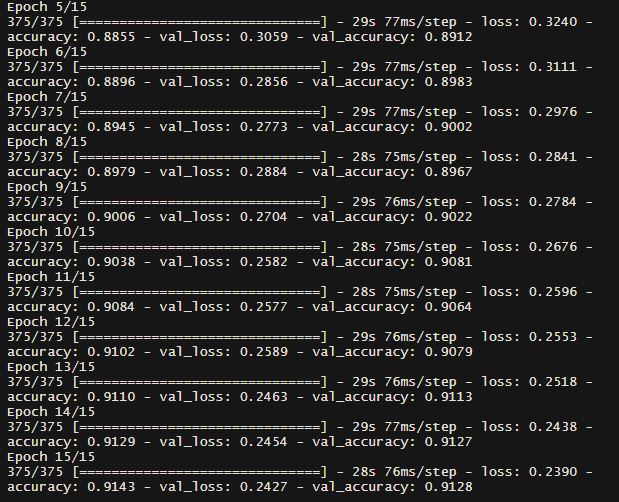 Epoch 5/15
375/375 [==============================] - 29s 77ms/step - loss: 0.3240 -
accuracy: 0.8855 - val_loss: 0.3059 - val_accuracy: 0.8912
Epoch 6/15
375/375 [==============================] - 29s 77ms/step - loss: 0.3111 -
accuracy: 0.8896 - val_loss: 0.2856 - val_accuracy: 0.8983
Epoch 7/15
375/375 [==============================] - 29s 77ms/step - loss: 0.2976 -
accuracy: 0.8945 - val_loss: 0.2773 - val_accuracy: 0.9002
Epoch 8/15
375/375 [==============================] - 28s 75ms/step - loss: 0.2841 -
accuracy: 0.8979 - val_loss: 0.2884 - val_accuracy: 0.8967
Epoch 9/15
375/375 [==============================] - 29s 76ms/step - loss: 0.2784 -
accuracy: 0.9006 - val_loss: 0.2704 - val_accuracy: 0.9022
Epoch 10/15
375/375 [==============================] - 28s 75ms/step - loss: 0.2676 -
accuracy: 0.9038 - val_loss: 0.2582 - val_accuracy: 0.9081
Epoch 11/15
375/375 [==============================] - 28s 75ms/step - loss: 0.2596 -
accuracy: 0.9084 - val_loss: 0.2577 - val_accuracy: 0.9064
Epoch 12/15
375/375 [==============================] - 29s 76ms/step - loss: 0.2553 -
accuracy: 0.9102 - val_loss: 0.2589 - val_accuracy: 0.9079
Epoch 13/15
375/375 [==============================] - 29s 76ms/step - loss: 0.2518 -
accuracy: 0.9110 - val_loss: 0.2463 - val_accuracy: 0.9113
Epoch 14/15
375/375 [==============================] - 29s 77ms/step - loss: 0.2438 -
accuracy: 0.9129 - val_loss: 0.2454 - val_accuracy: 0.9127
Epoch 15/15
375/375 [==============================] - 28s 76ms/step - loss: 0.2390 -
accuracy: 0.9143 - val_loss: 0.2427 - val_accuracy: 0.9128